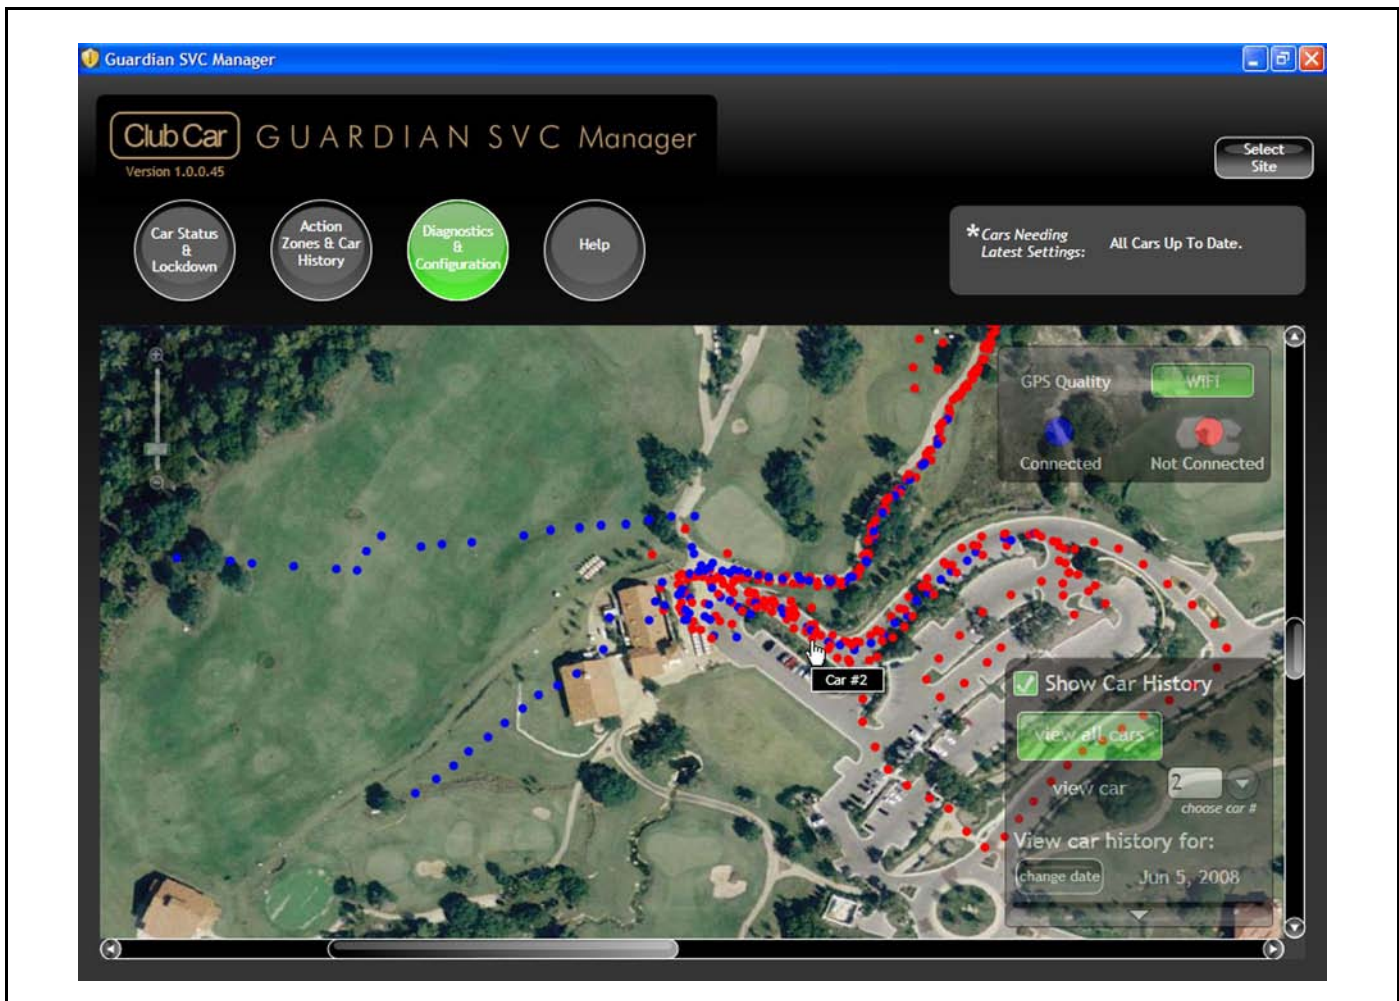 Guardian SVC Manager
Club Car GUARDIAN SVC Manager
Version 1.0.0.45
Select
Site
Car Status
&
Lockdown
Action
Zones & Car
History
Diagnostics
&
Configuration
Help
*Cars Needing
Latest Settings:
All Cars Up To Date.
GPS Quality
WIFI
Connected
Not Connected
Car #2
Show Car History
view all cars
view car
2
choose car #
View car history for:
change date
Jun 5, 2008